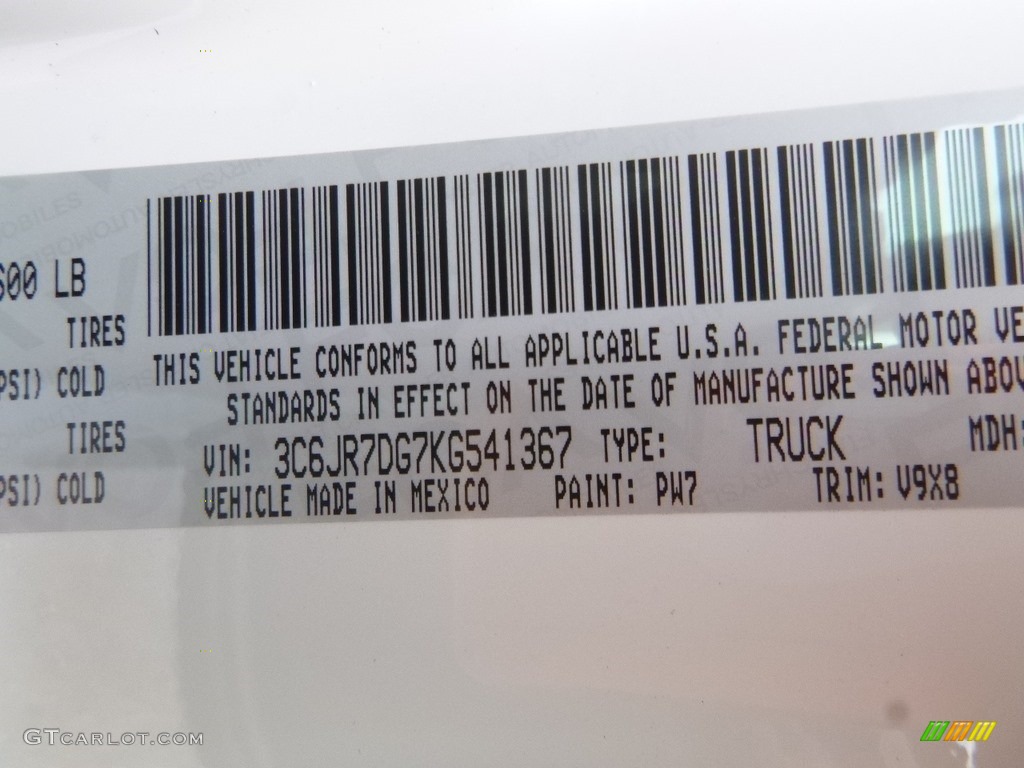 600 LB
TIRES
PSI) COLD
TIRES
PSI) COLD
THIS VEHICLE CONFORMS TO ALL APPLICABLE U.S.A. FEDERAL MOTOR VE
STANDARDS IN EFFECT ON THE DATE OF MANUFACTURE SHOWN ABOV
VIN: 3C6JR7DG7KG541367 TYPE: TRUCK MDH:
VEHICLE MADE IN MEXICO PAINT: PW7 TRIM: V9X8
GTCARLOT.COM